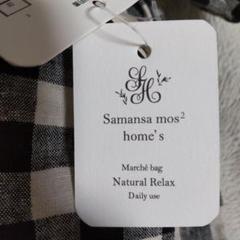 SH
Samansa mos²
home's
Marché bag
Natural Relax
Daily use